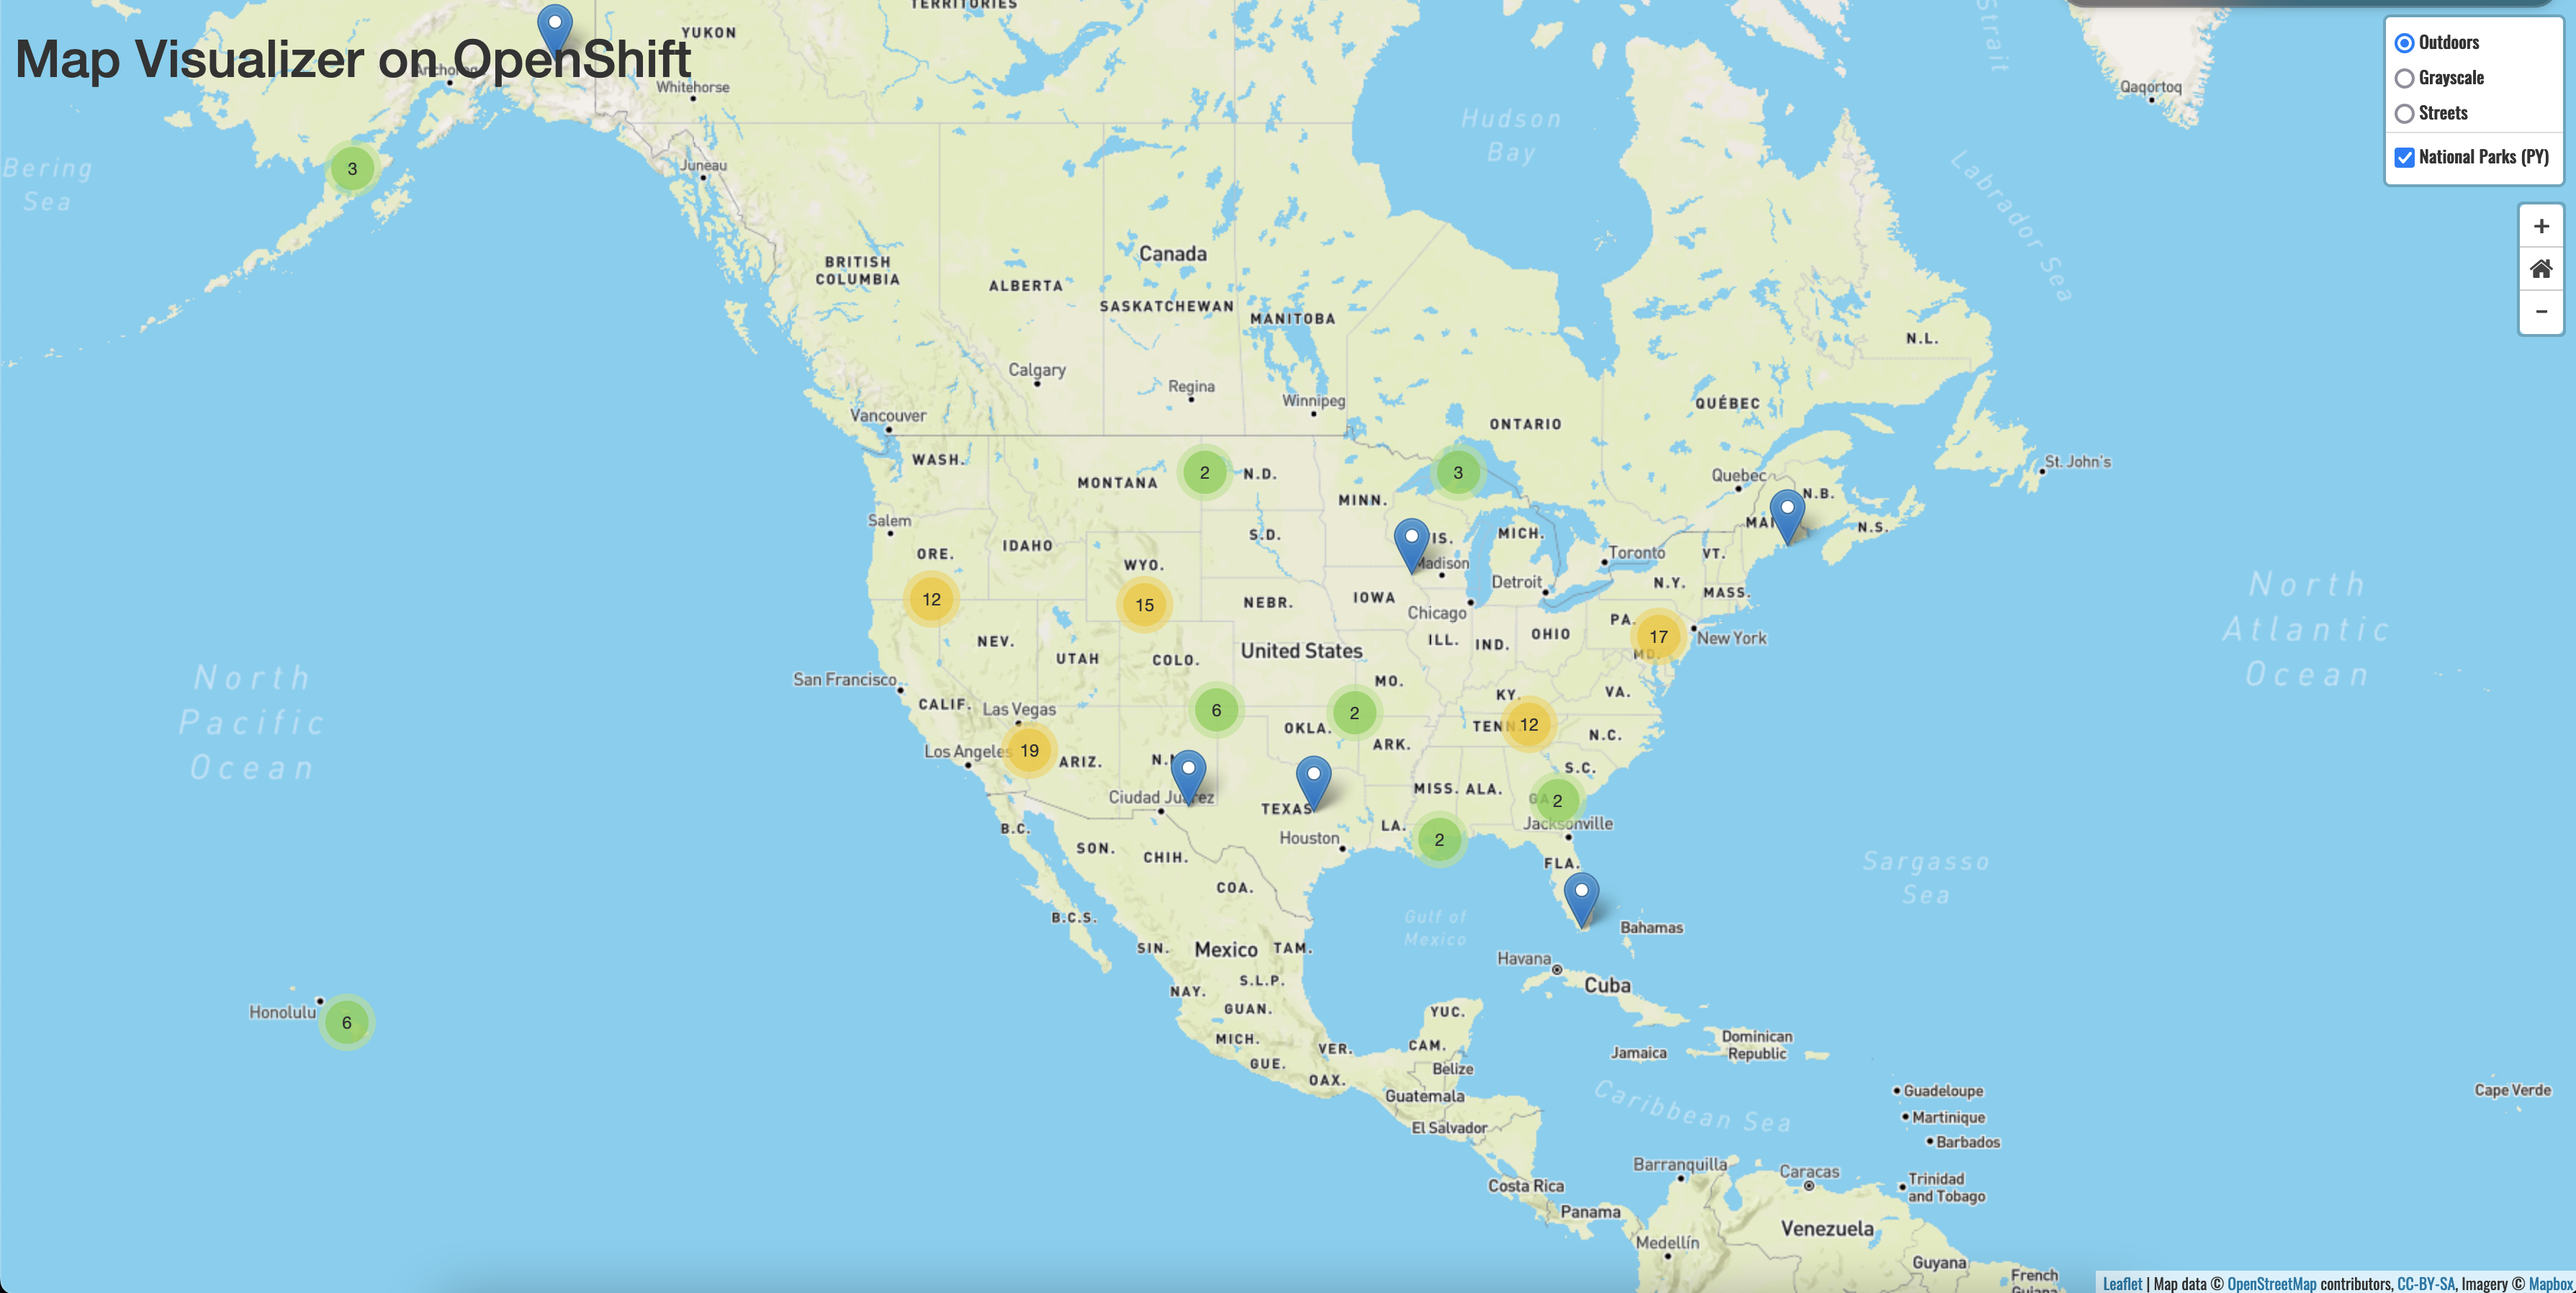 TERRITORIES
YUKON
Map Visualizer on OpenShift
Anchorage
Whitehorse
Outdoors
Grayscale
Streets
National Parks (PY)
+
−
Strait
Qaqortoq
Hudson
Bay
Labrador Sea
Bering
Sea
3
Juneau
Canada
BRITISH
COLUMBIA
ALBERTA
SASKATCHEWAN
MANITOBA
N.L.
Calgary
Regina
Winnipeg
Vancouver
QUÉBEC
ONTARIO
WASH.
MONTANA
2
N.D.
3
Quebec
St. John's
N.B.
MINN.
MAI
N.S.
Salem
ORE.
IDAHO
S.D.
IS.
MICH.
Toronto
VT.
WYO.
Madison
Detroit
N.Y.
MASS.
12
15
NEBR.
IOWA
Chicago
PA.
NEV.
UTAH
COLO.
United States
ILL.
IND.
OHIO
17
New York
MD.
North
Atlantic
Ocean
North
Pacific
Ocean
San Francisco
CALIF.
Las Vegas
6
2
MO.
KY.
VA.
OKLA.
TENN
12
N.C.
Los Angeles
19
ARIZ.
N.M
ARK.
S.C.
Ciudad Juárez
TEXAS
MISS.
ALA.
GA
2
Jacksonville
B.C.
SON.
CHIH.
Houston
LA.
2
FLA.
COA.
Sargasso
Sea
B.C.S.
Gulf of
Mexico
Bahamas
SIN.
Mexico
TAM.
Havana
Cuba
S.L.P.
NAY.
GUAN.
Honolulu
6
YUC.
MICH.
VER.
CAM.
Jamaica
Dominican
Republic
GUE.
OAX.
Belize
Guatemala
Caribbean Sea
El Salvador
Guadeloupe
Martinique
Barbados
Cape Verde
Barranquilla
Caracas
Costa Rica
Trinidad
and Tobago
Panama
Venezuela
Medellín
Guyana
French
Guiana
Leaflet | Map data © OpenStreetMap contributors, CC-BY-SA, Imagery © Mapbox